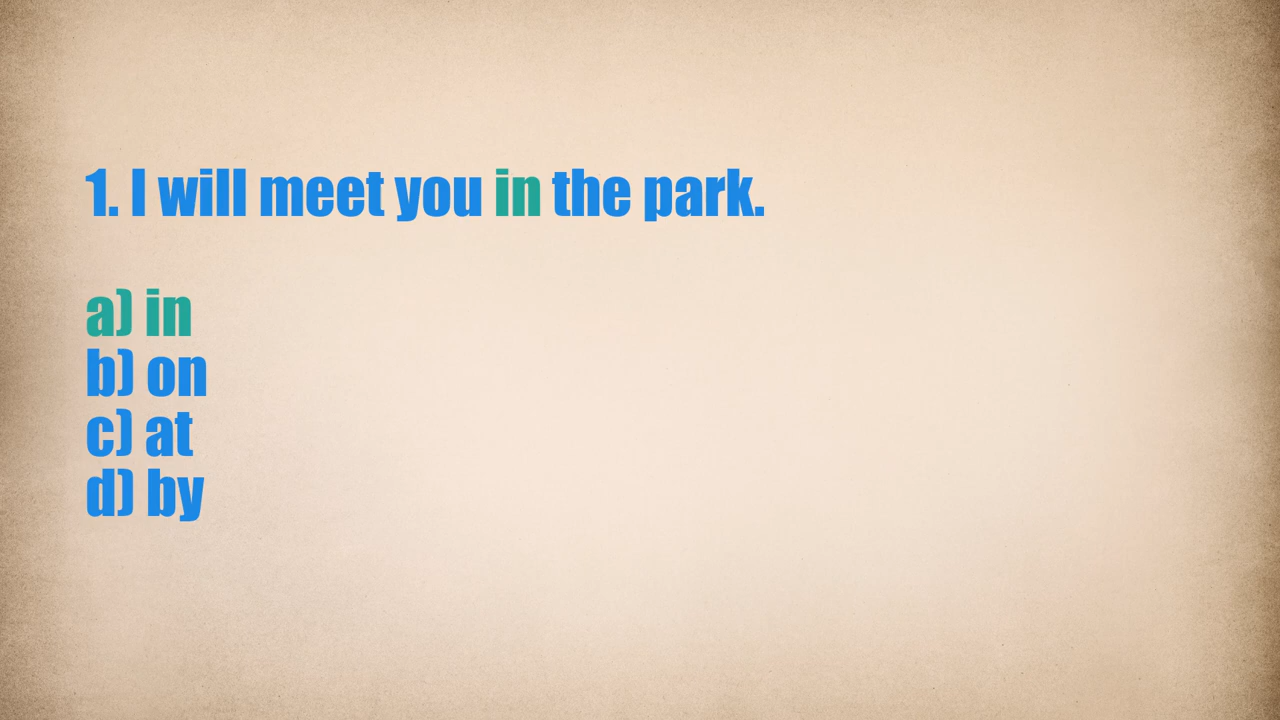 1. I will meet you in the park.
a) in
b) on
c) at
d) by